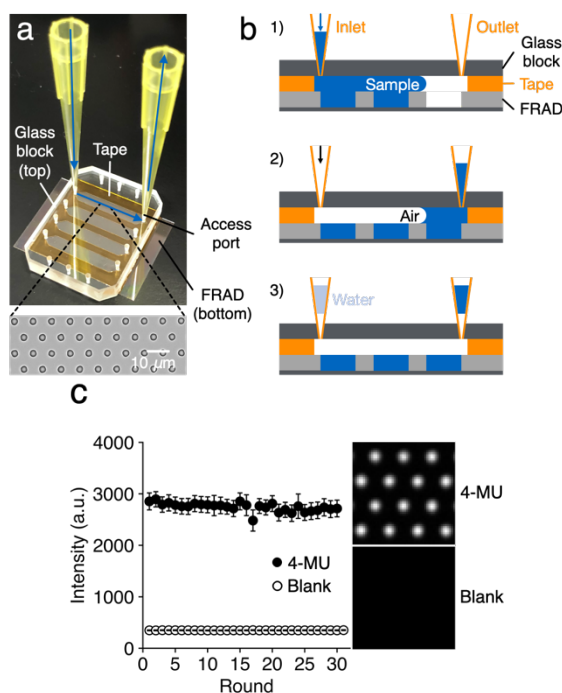 a
Glass
block
(top)
Tape
Access
port
FRAD
(bottom)
10 μm
b
1)
Inlet
Outlet
Glass
block
Sample
Tape
FRAD
2)
Air
3)
Water
c
4000
3000
2000
1000
0
Intensity (a.u.)
4-MU
Blank
0 5 10 15 20 25 30
Round
4-MU
Blank